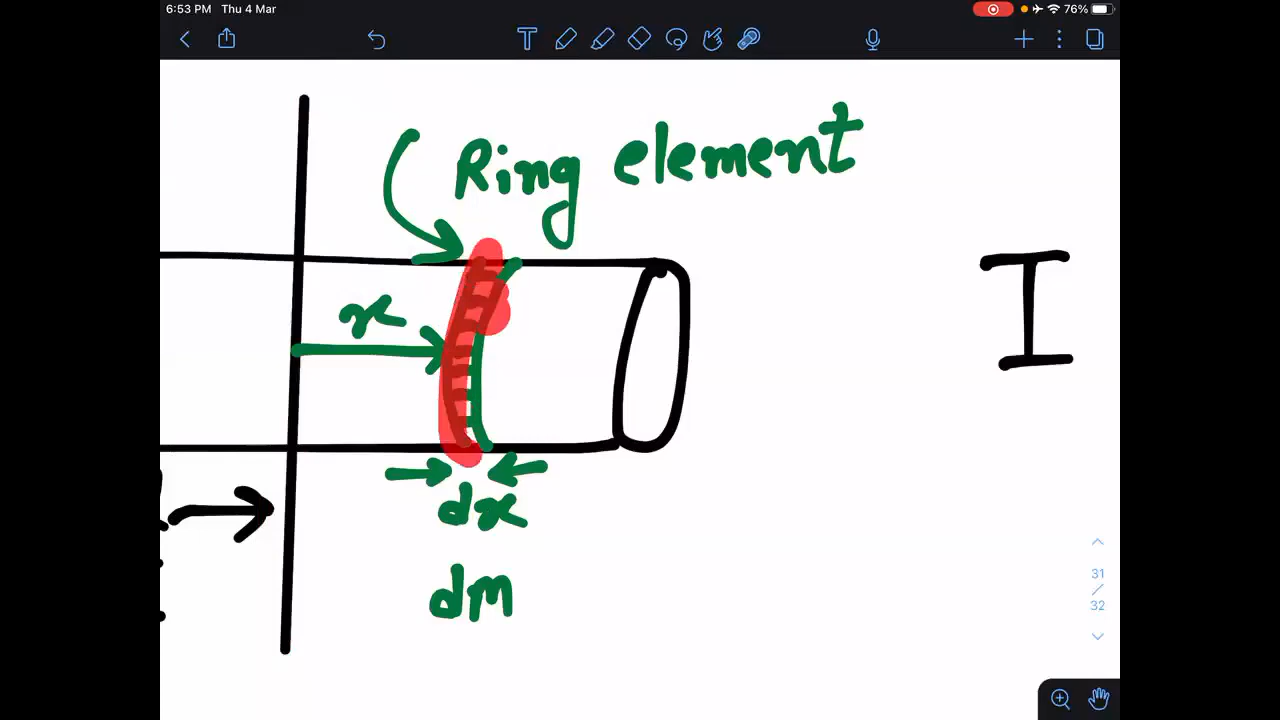 6:53 PM Thu 4 Mar
76%
Ring element
x
I
dx
dM
31
/
32